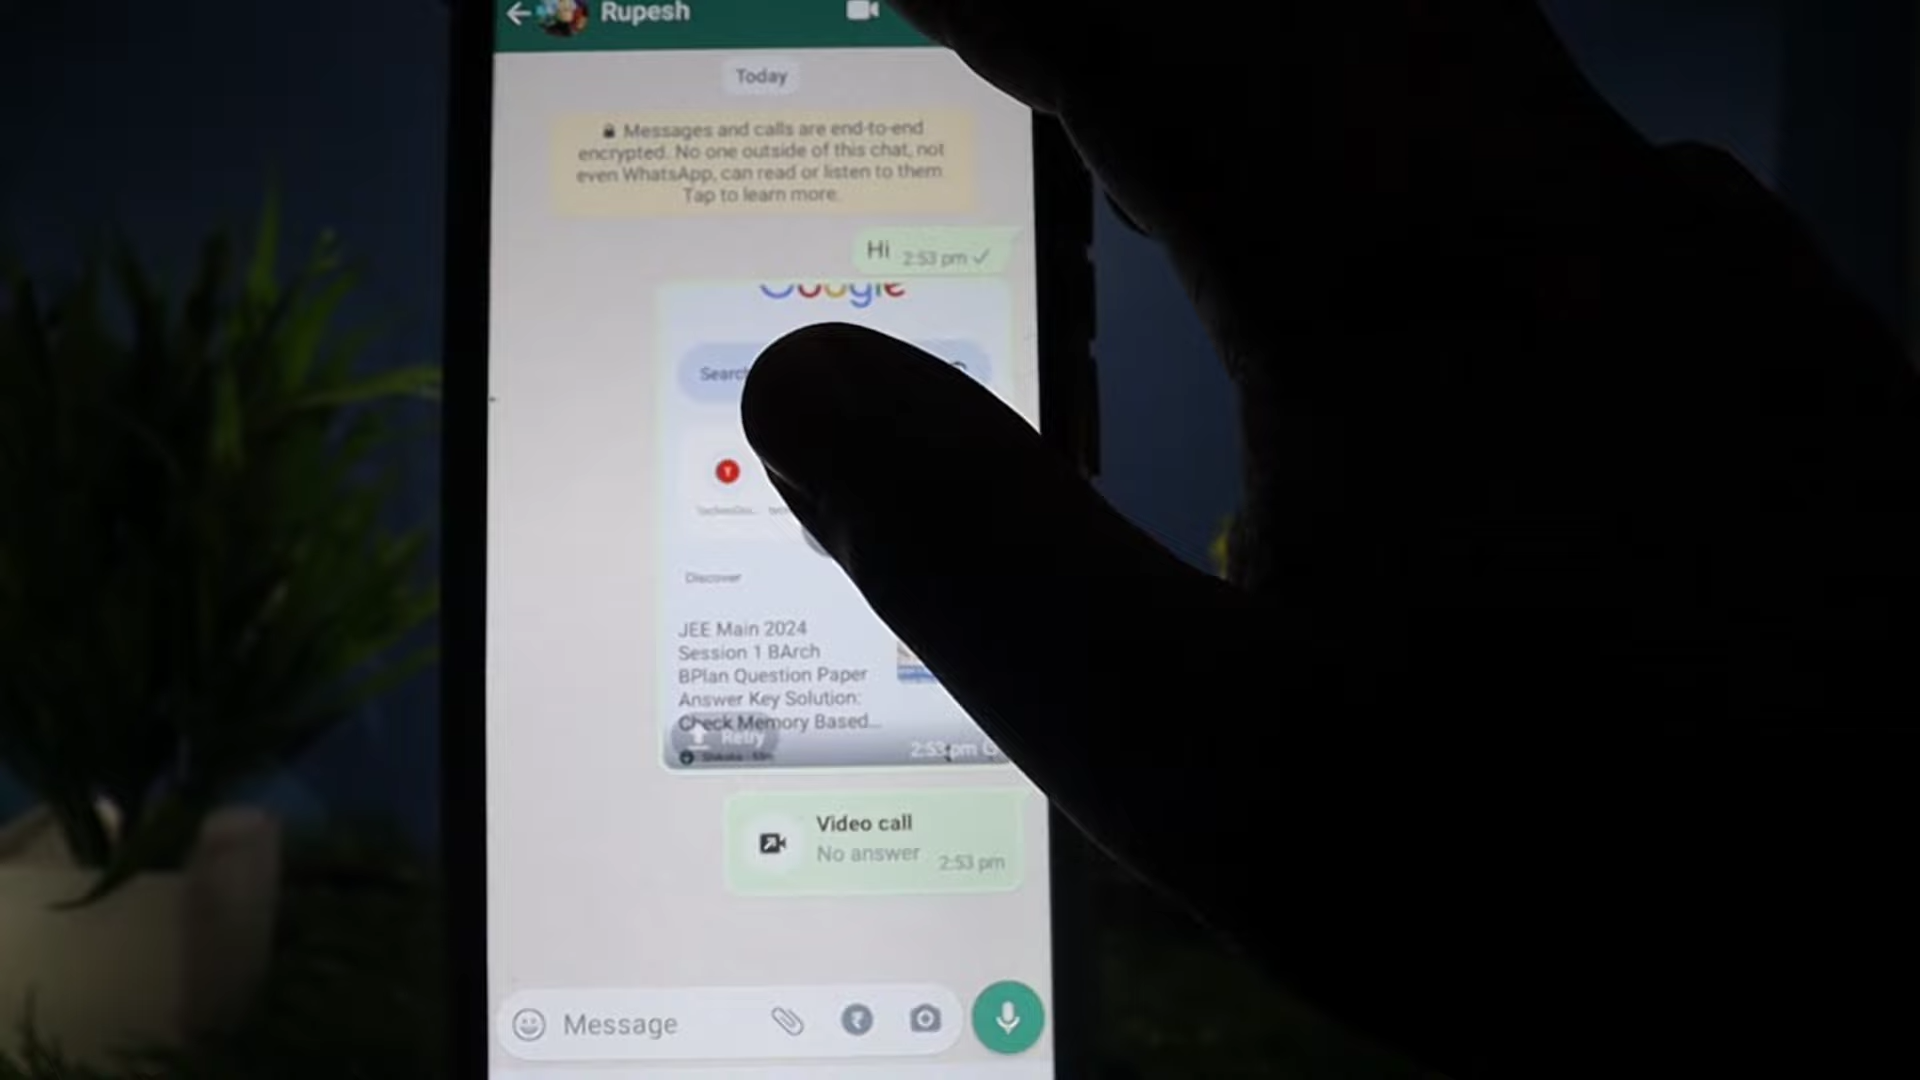 Rupesh
Today
Messages and calls are end-to-end
encrypted. No one outside of this chat, not
even WhatsApp, can read or listen to them.
Tap to learn more.
Hi 2:53 pm
Google
Search
Discover
JEE Main 2024
Session 1 BArch
BPlan Question Paper
Answer Key Solution:
Check Memory Based...
Retry
2:53 pm
Video call
No answer 2:53 pm
Message